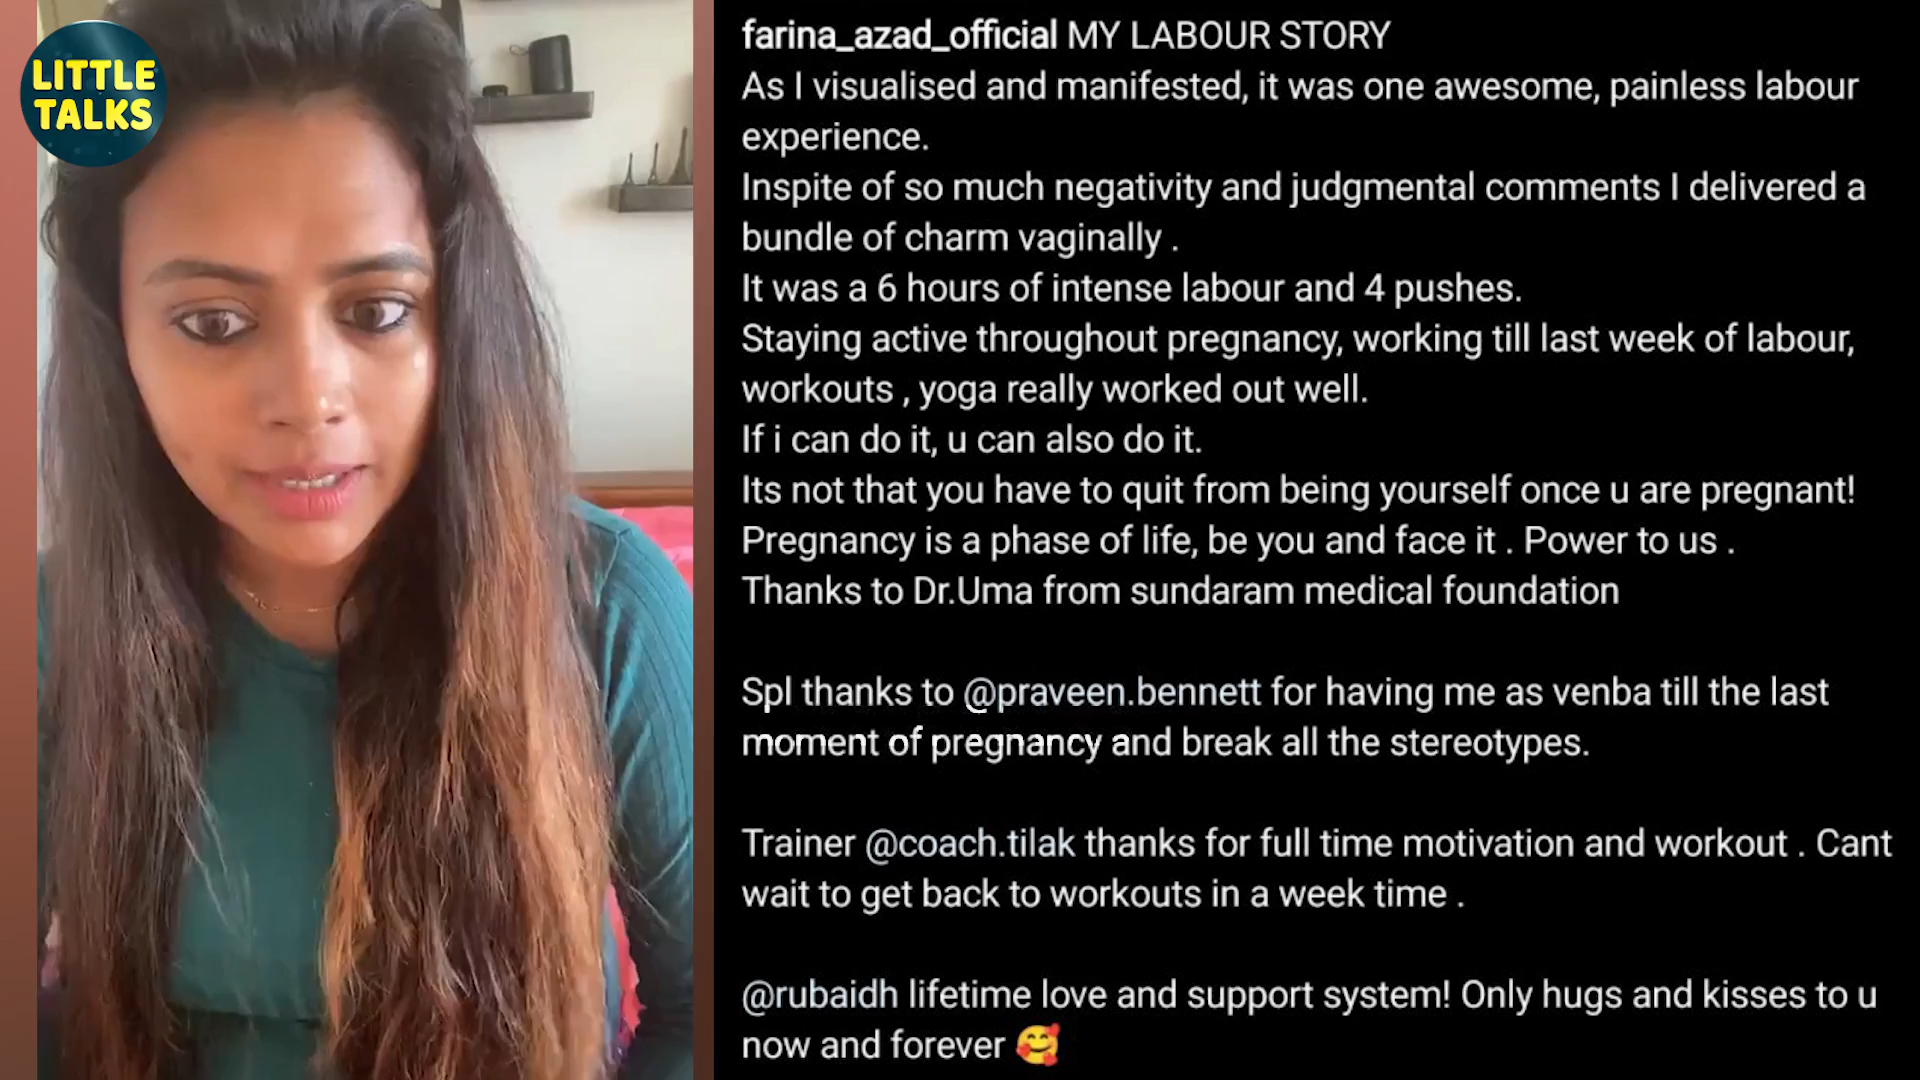 LITTLE
TALKS
farina_azad_official MY LABOUR STORY
As I visualised and manifested, it was one awesome, painless labour
experience.
Inspite of so much negativity and judgmental comments I delivered a
bundle of charm vaginally .
It was a 6 hours of intense labour and 4 pushes.
Staying active throughout pregnancy, working till last week of labour,
workouts , yoga really worked out well.
If i can do it, u can also do it.
Its not that you have to quit from being yourself once u are pregnant!
Pregnancy is a phase of life, be you and face it . Power to us .
Thanks to Dr.Uma from sundaram medical foundation
Spl thanks to @praveen.bennett for having me as venba till the last
moment of pregnancy and break all the stereotypes.
Trainer @coach.tilak thanks for full time motivation and workout . Cant
wait to get back to workouts in a week time .
@rubaidh lifetime love and support system! Only hugs and kisses to u
now and forever 🥰